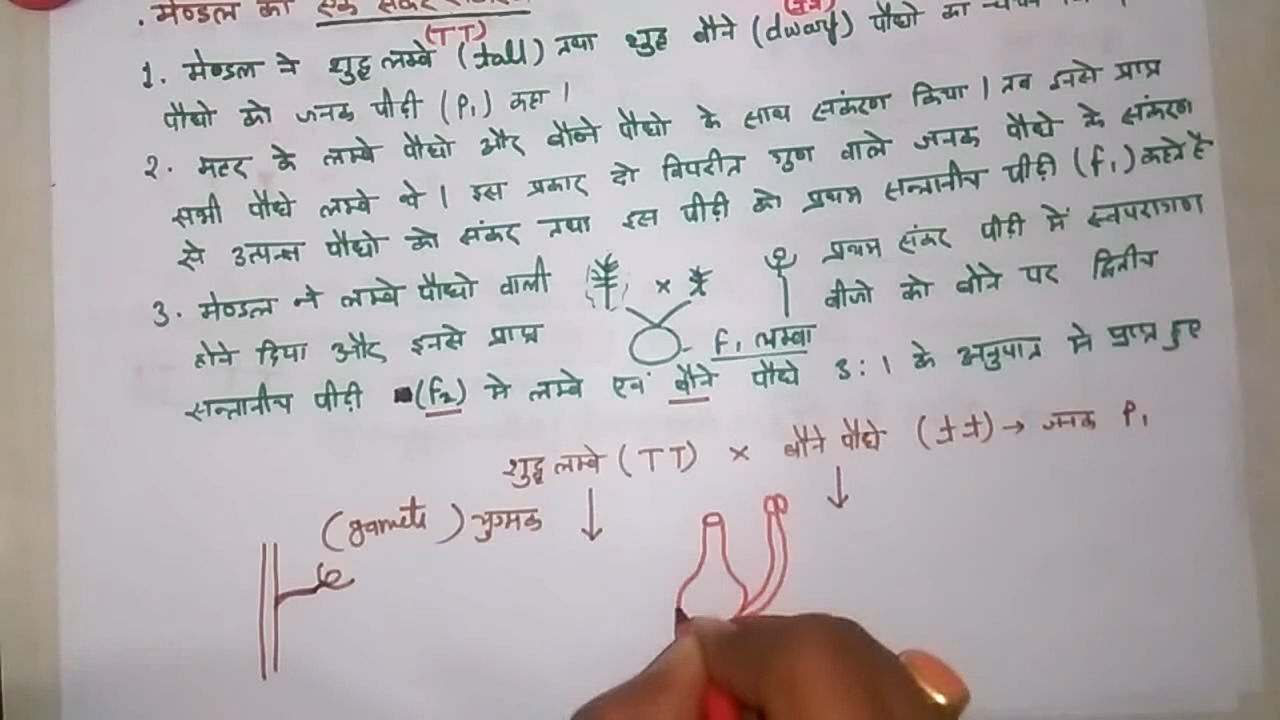 . मेण्डल का एक संकर
(TT)
1. मेण्डल ने शुद्ध लम्बे (tall) तथा शुद्ध बौने (dwarf) पौधो का चयन
पौधो को जनक पीढ़ी (P₁) कहा ।
2. मटर के लम्बे पौधो और बौने पौधो के साथ संकरण किया । तब इनसे प्राप्त
सभी पौधे लम्बे थे । इस प्रकार दो विपरीत गुण वाले जनक पौधो के संकरण
से उत्पन्न पौधो को संकर तथा इस पीढ़ी को प्रथम सन्तानीय पीढ़ी (f₁) कहते है
3. मेण्डल ने लम्बे पौधो वाली × प्रथम संकर पीढ़ी में स्वपरागण
होने दिया और इनसे प्राप्त बीजो को बोने पर द्वितीय
f₁ लम्बा
सन्तानीय पीढ़ी (f₂) मे लम्बे एवं बौने पौधे 3 : 1 के अनुपात मे प्राप्त हुए
शुद्ध लम्बे (TT) × बौने पौधे (tt) → जनक P₁
(gamete) युग्मक